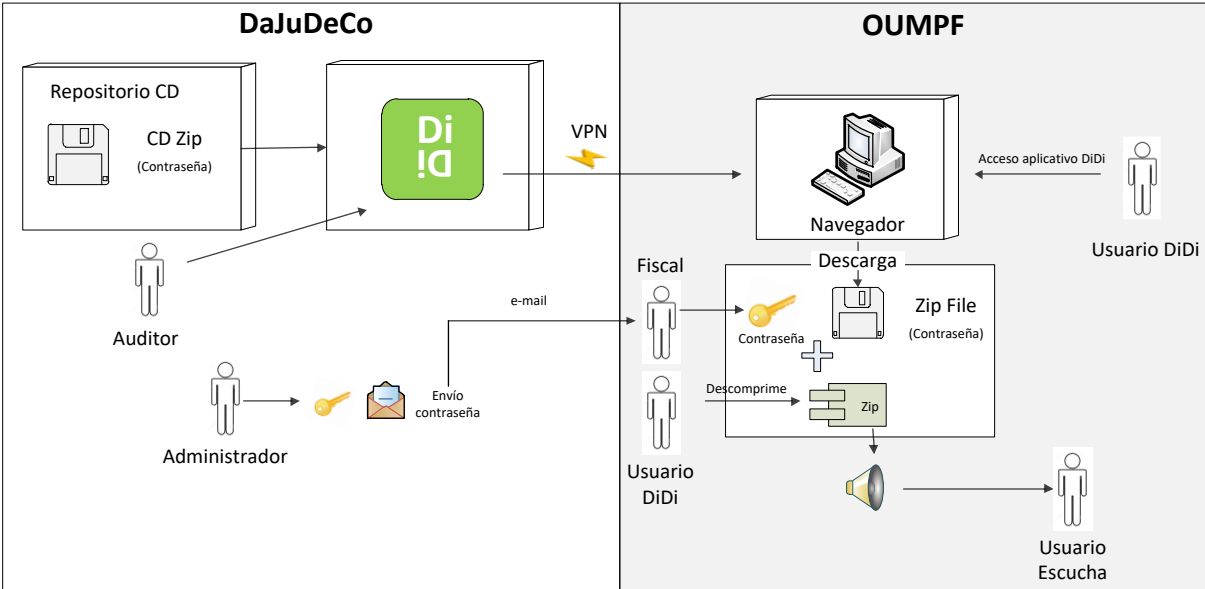 DaJuDeCo
Repositorio CD
CD Zip
(Contraseña)
Di
Di
VPN
Auditor
e-mail
Envío
contraseña
Administrador
OUMPF
Navegador
Acceso aplicativo DiDi
Usuario DiDi
Descarga
Fiscal
Contraseña
Zip File
(Contraseña)
Descomprime
Zip
Usuario
DiDi
Usuario
Escucha